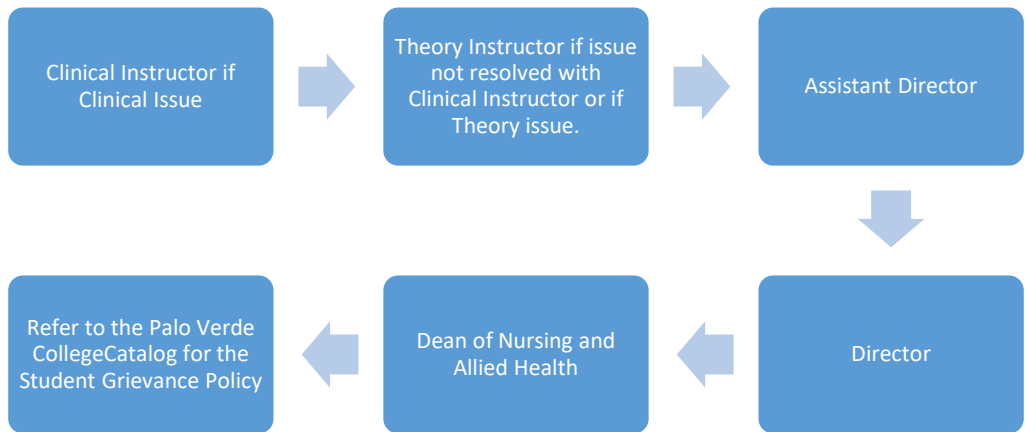 Clinical Instructor if
Clinical Issue
Theory Instructor if issue
not resolved with
Clinical Instructor or if
Theory issue.
Assistant Director
Director
Dean of Nursing and
Allied Health
Refer to the Palo Verde
CollegeCatalog for the
Student Grievance Policy